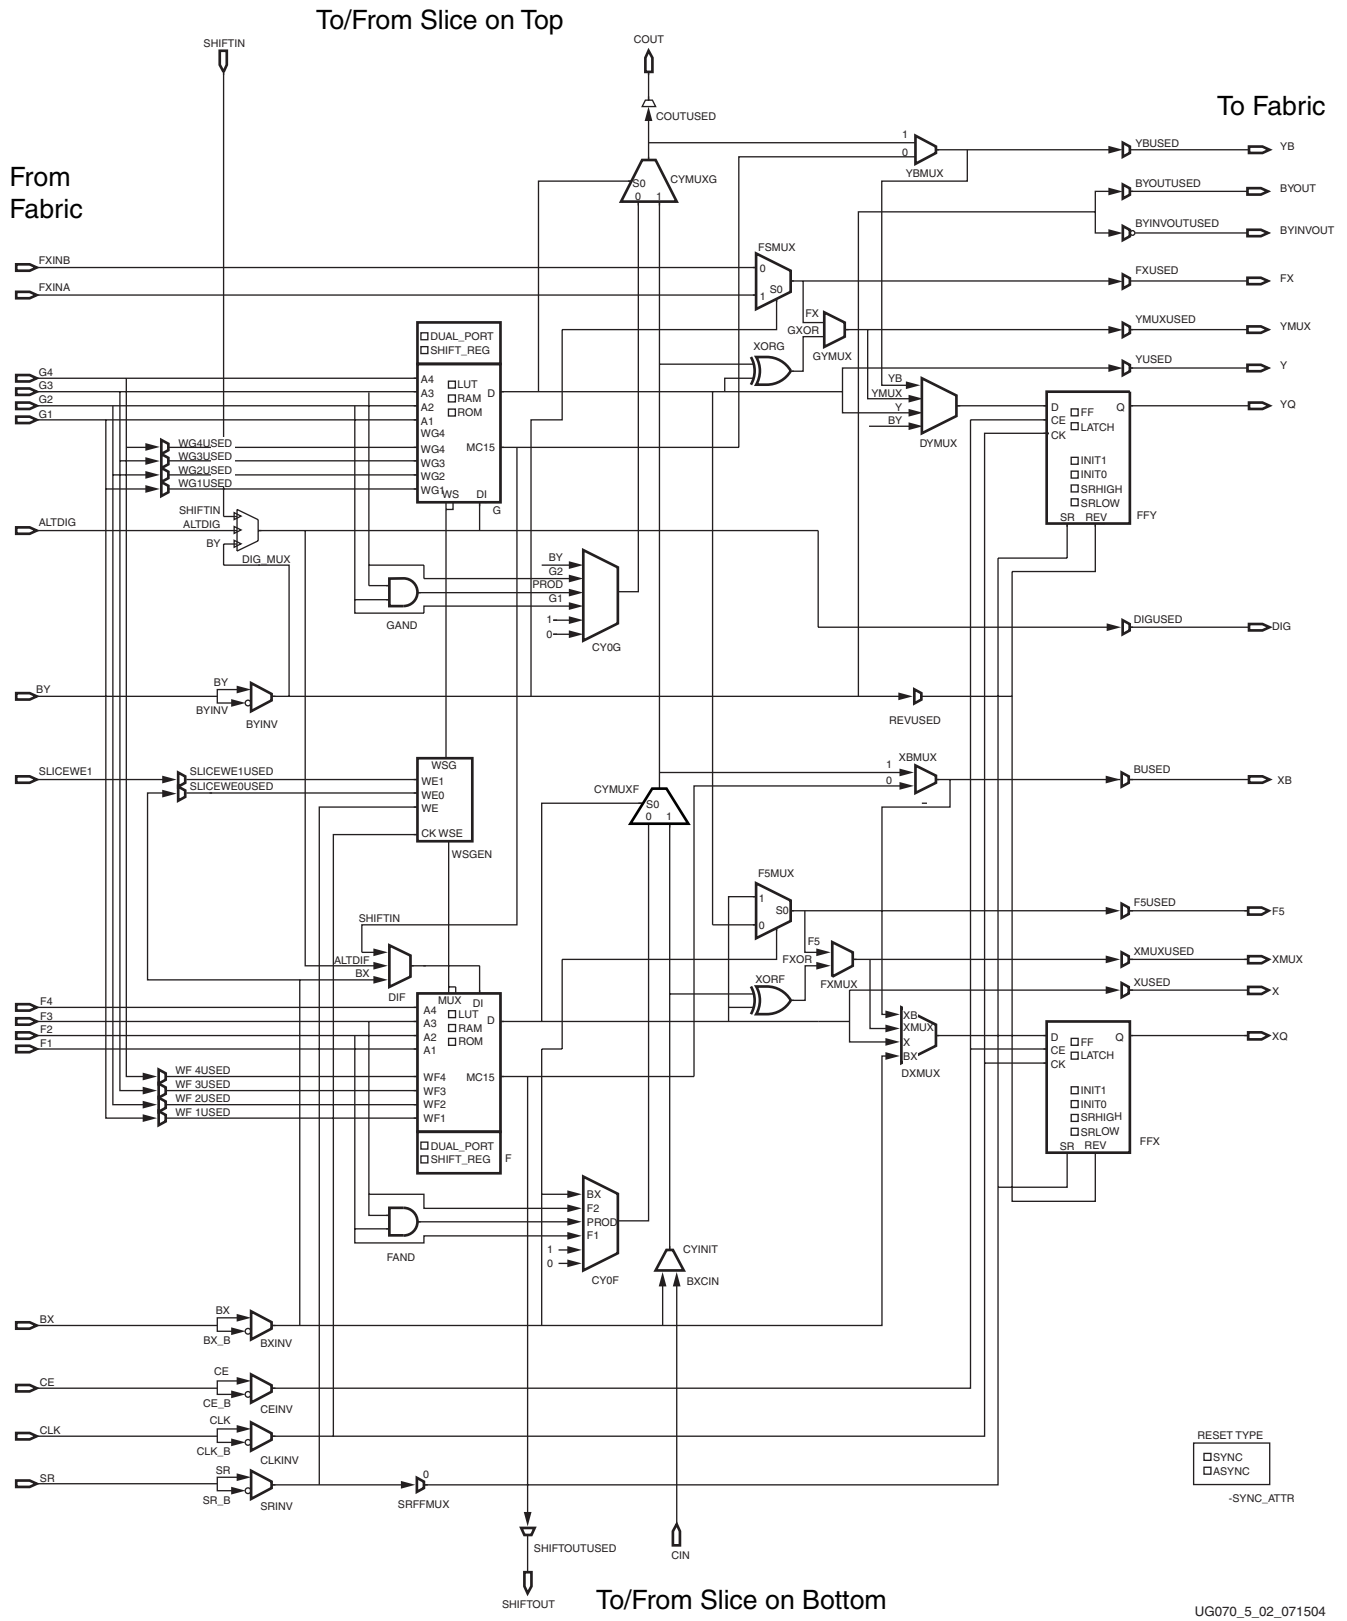 To/From Slice on Top
SHIFTIN
COUT
To Fabric
COUTUSED
1
0
YBMUX
YBUSED
YB
From
Fabric
S0
0 1
CYMUXG
BYOUTUSED
BYOUT
BYINVOUTUSED
BYINVOUT
FXINB
FSMUX
0
FXINA
1
S0
FXUSED
FX
FX
GXOR
GYMUX
YMUXUSED
YMUX
DUAL_PORT
SHIFT_REG
XORG
YUSED
Y
G4
G3
G2
G1
A4
A3
A2
A1
WG4
WG4
WG3
WG2
WG1
LUT
RAM
ROM
D
MC15
WS
DI
G
YB
YMUX
Y
BY
DYMUX
D
CE
CK
Q
FF
LATCH
INIT1
INIT0
SRHIGH
SRLOW
SR REV
FFY
YQ
WG4USED
WG3USED
WG2USED
WG1USED
SHIFTIN
ALTDIG
ALTDIG
BY
DIG_MUX
GAND
BY
G2
PROD
G1
1
0
CY0G
DIGUSED
DIG
BY
BY
BYINV
BYINV
REVUSED
SLICEWE1
SLICEWE1USED
SLICEWE0USED
WSG
WE1
WE0
WE
CK WSE
WSGEN
CYMUXF
S0
0 1
XBMUX
1
0
BUSED
XB
F5MUX
1
S0
0
F5USED
F5
SHIFTIN
ALTDIF
BX
DIF
F5
FXOR
FXMUX
XMUXUSED
XMUX
XORF
XUSED
X
F4
F3
F2
F1
MUX DI
A4
A3
A2
A1
LUT
RAM
ROM
D
WF4
WF3
WF2
WF1
MC15
DUAL_PORT
SHIFT_REG
F
WF 4USED
WF 3USED
WF 2USED
WF 1USED
XB
XMUX
X
BX
DXMUX
D
CE
CK
Q
FF
LATCH
INIT1
INIT0
SRHIGH
SRLOW
SR REV
FFX
XQ
FAND
BX
F2
PROD
F1
1
0
CY0F
CYINIT
BXCIN
BX
BX
BX_B
BXINV
CE
CE
CE_B
CEINV
CLK
CLK
CLK_B
CLKINV
SR
SR
SR_B
SRINV
0
SRFFMUX
RESET TYPE
SYNC
ASYNC
-SYNC_ATTR
SHIFTOUTUSED
CIN
SHIFTOUT
To/From Slice on Bottom
UG070_5_02_071504